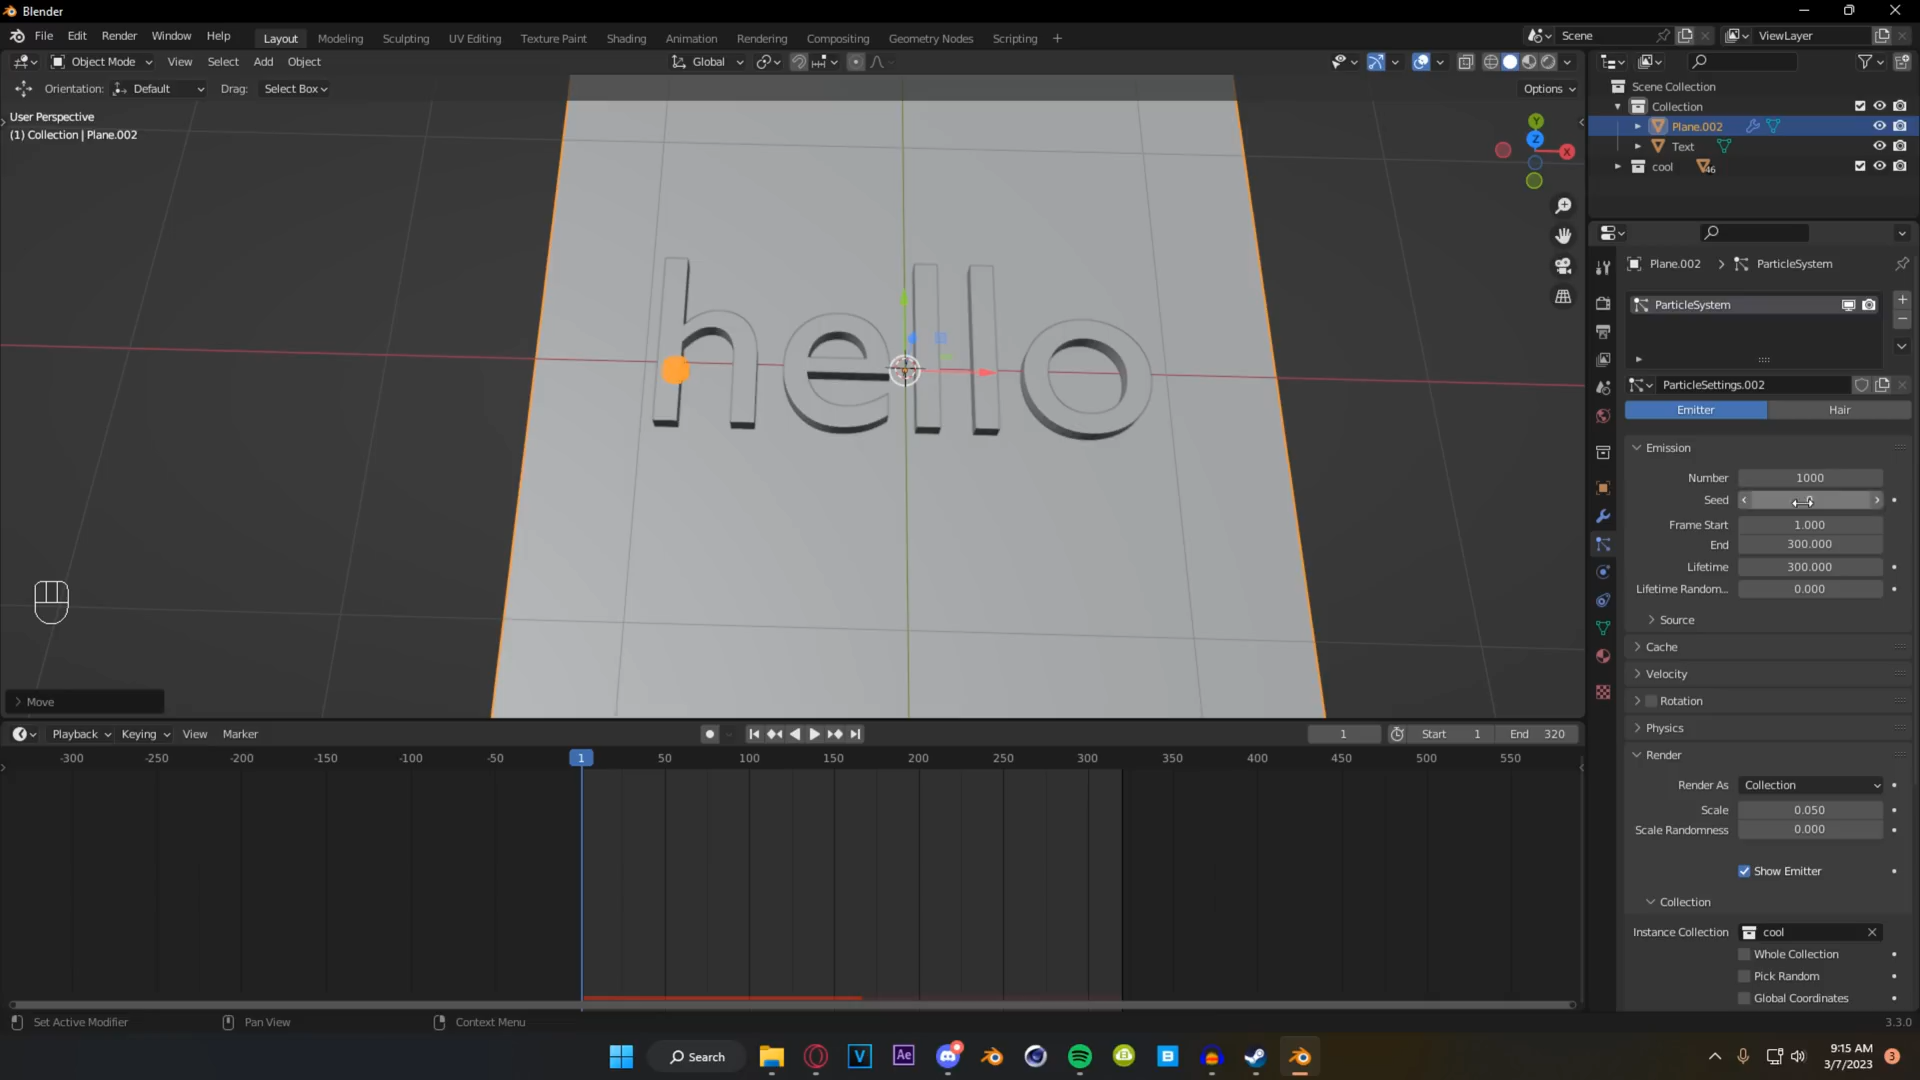 Blender
File Edit Render Window Help Layout Modeling Sculpting UV Editing Texture Paint Shading Animation Rendering Compositing Geometry Nodes Scripting + Scene ViewLayer
Object Mode View Select Add Object Global
Orientation: Default Drag: Select Box Options
User Perspective
(1) Collection | Plane.002
Y
Z
X
hello
Move
Scene Collection
Collection
Plane.002
Text
cool 46
Plane.002 > ParticleSystem
ParticleSystem
ParticleSettings.002
Emitter Hair
Emission
Number 1000
Seed
Frame Start 1.000
End 300.000
Lifetime 300.000
Lifetime Random... 0.000
Source
Cache
Velocity
Rotation
Physics
Render
Render As Collection
Scale 0.050
Scale Randomness 0.000
Show Emitter
Collection
Instance Collection cool
Whole Collection
Pick Random
Global Coordinates
Playback Keying View Marker 1 Start 1 End 320
-300 -250 -200 -150 -100 -50 1 50 100 150 200 250 300 350 400 450 500 550
Set Active Modifier Pan View Context Menu 3.3.0
Search V Ae B 9:15 AM
3/7/2023 3